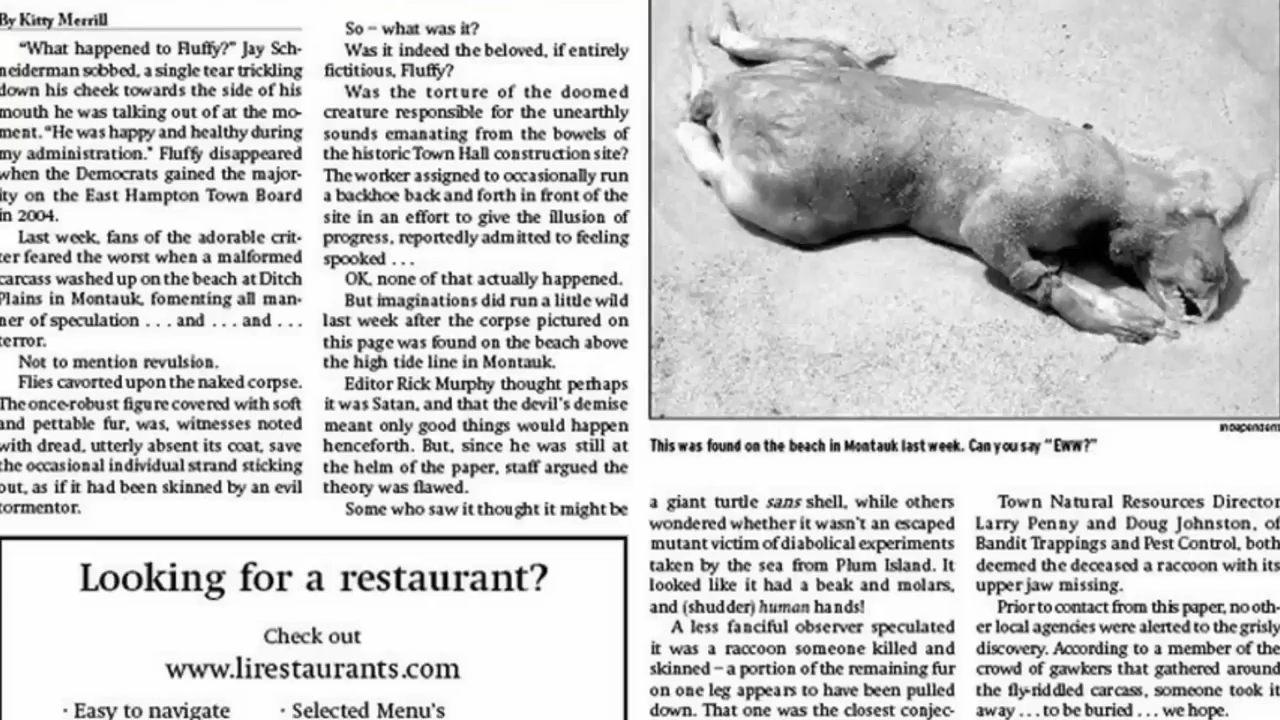 By Kitty Merrill
"What happened to Fluffy?" Jay Sch-
neiderman sobbed, a single tear trickling
down his cheek towards the side of his
mouth he was talking out of at the mo-
ment. "He was happy and healthy during
my administration." Fluffy disappeared
when the Democrats gained the major-
ity on the East Hampton Town Board
in 2004.
Last week, fans of the adorable crit-
ter feared the worst when a malformed
carcass washed up on the beach at Ditch
Plains in Montauk, fomenting all man-
ner of speculation . . . and . . . and . . .
terror.
Not to mention revulsion.
Flies cavorted upon the naked corpse.
The once-robust figure covered with soft
and pettable fur, was, witnesses noted
with dread, utterly absent its coat, save
the occasional individual strand sticking
out, as if it had been skinned by an evil
tormentor.
So – what was it?
Was it indeed the beloved, if entirely
fictitious, Fluffy?
Was the torture of the doomed
creature responsible for the unearthly
sounds emanating from the bowels of
the historic Town Hall construction site?
The worker assigned to occasionally run
a backhoe back and forth in front of the
site in an effort to give the illusion of
progress, reportedly admitted to feeling
spooked . . .
OK, none of that actually happened.
But imaginations did run a little wild
last week after the corpse pictured on
this page was found on the beach above
the high tide line in Montauk.
Editor Rick Murphy thought perhaps
it was Satan, and that the devil's demise
meant only good things would happen
henceforth. But, since he was still at
the helm of the paper, staff argued the
theory was flawed.
Some who saw it thought it might be
Independent
This was found on the beach in Montauk last week. Can you say "EWW?"
a giant turtle sans shell, while others
wondered whether it wasn't an escaped
mutant victim of diabolical experiments
taken by the sea from Plum Island. It
looked like it had a beak and molars,
and (shudder) human hands!
A less fanciful observer speculated
it was a raccoon someone killed and
skinned – a portion of the remaining fur
on one leg appears to have been pulled
down. That one was the closest conjec-
Town Natural Resources Director
Larry Penny and Doug Johnston, of
Bandit Trappings and Pest Control, both
deemed the deceased a raccoon with its
upper jaw missing.
Prior to contact from this paper, no oth-
er local agencies were alerted to the grisly
discovery. According to a member of the
crowd of gawkers that gathered around
the fly-riddled carcass, someone took it
away . . . to be buried . . . we hope.
Looking for a restaurant?
Check out
www.lirestaurants.com
· Easy to navigate
· Selected Menu's